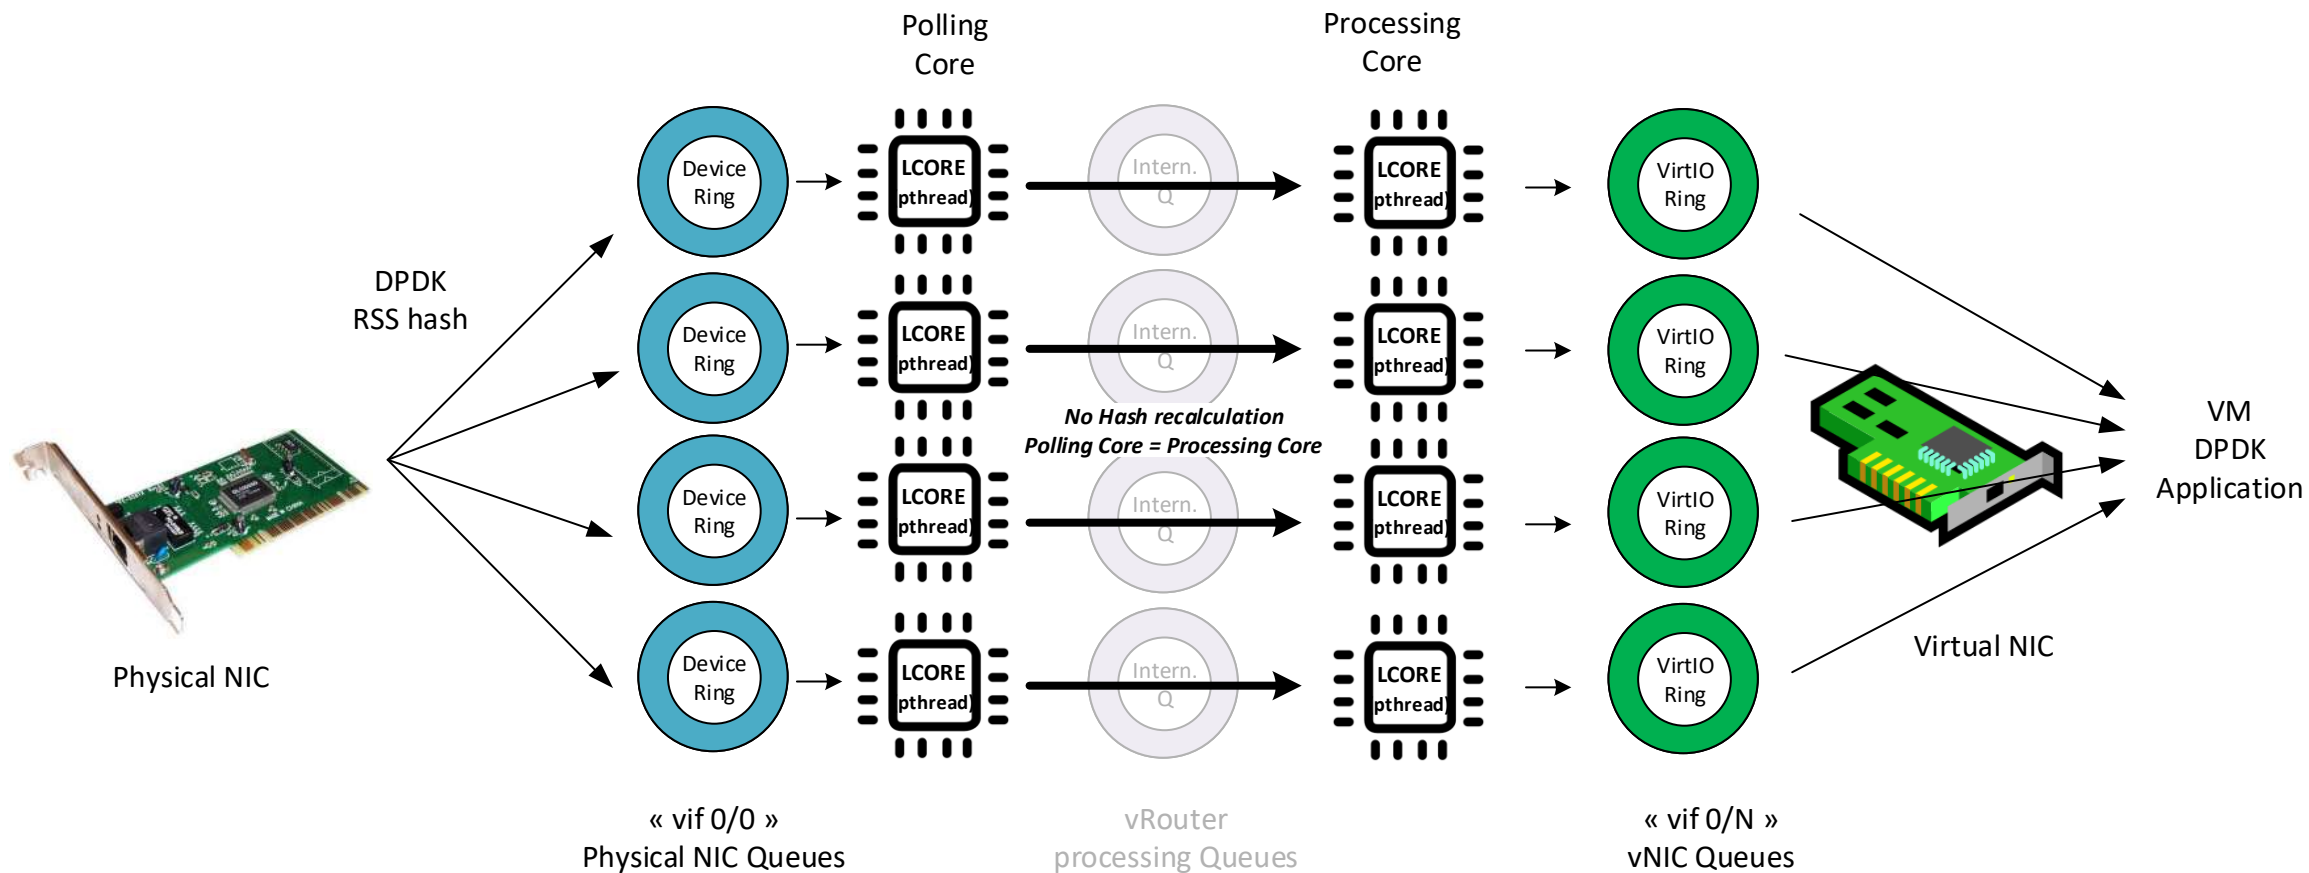 Polling
Core
Processing
Core
DPDK
RSS hash
Device
Ring
LCORE
pthread)
Intern.
Q
LCORE
pthread)
VirtIO
Ring
Device
Ring
LCORE
pthread)
Intern.
Q
LCORE
pthread)
VirtIO
Ring
No Hash recalculation
Polling Core = Processing Core
Device
Ring
LCORE
pthread)
Intern.
Q
LCORE
pthread)
VirtIO
Ring
Device
Ring
LCORE
pthread)
Intern.
Q
LCORE
pthread)
VirtIO
Ring
VM
DPDK
Application
Physical NIC
Virtual NIC
« vif 0/0 »
Physical NIC Queues
vRouter
processing Queues
« vif 0/N »
vNIC Queues